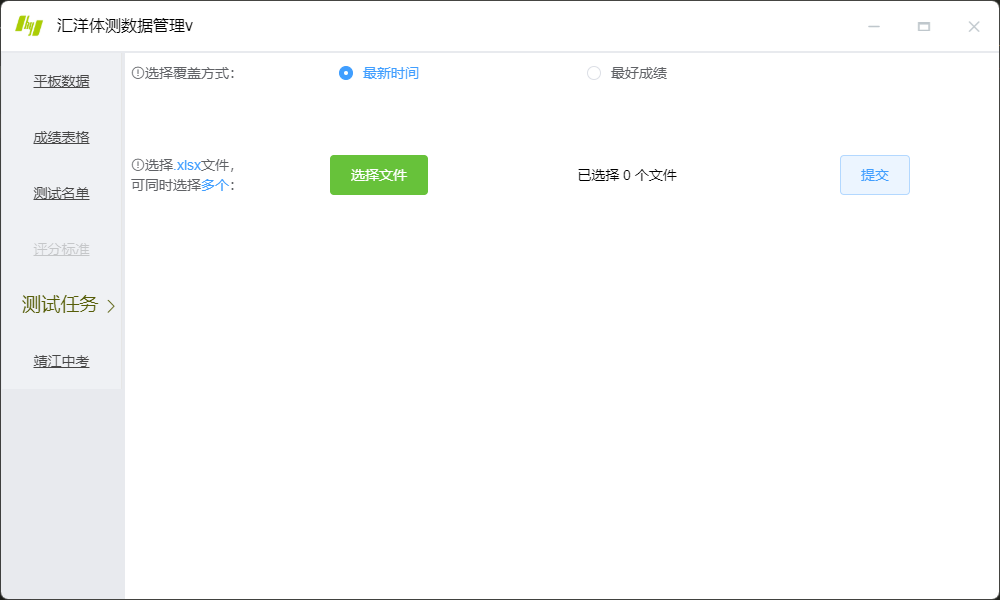 hy
汇洋体测数据管理v
平板数据
成绩表格
测试名单
评分标准
测试任务
靖江中考
选择覆盖方式：
最新时间
最好成绩
选择.xlsx文件，
可同时选择多个：
选择文件
已选择 0 个文件
提交